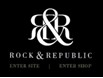 R&R
ROCK & REPUBLIC
ENTER SITE | ENTER SHOP